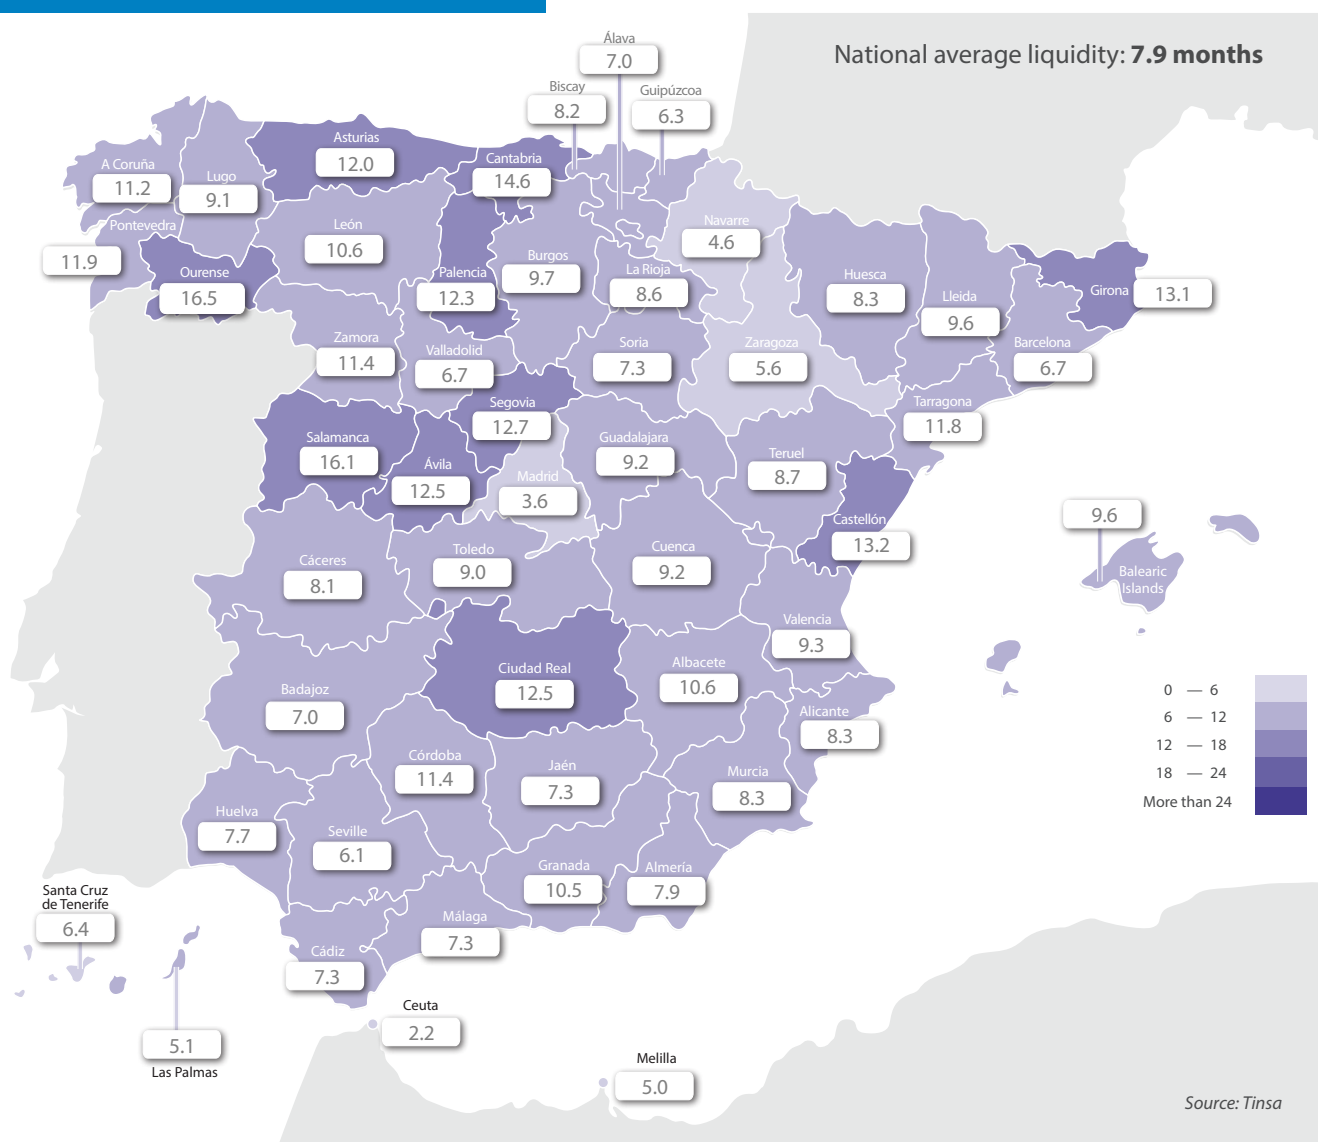 National average liquidity: 7.9 months
Álava
7.0
Biscay
8.2
Guipúzcoa
6.3
Asturias
12.0
Cantabria
14.6
A Coruña
11.2
Lugo
9.1
Pontevedra
11.9
Ourense
16.5
León
10.6
Palencia
12.3
Burgos
9.7
La Rioja
8.6
Navarre
4.6
Huesca
8.3
Lleida
9.6
Girona
13.1
Zamora
11.4
Valladolid
6.7
Soria
7.3
Zaragoza
5.6
Barcelona
6.7
Tarragona
11.8
Segovia
12.7
Salamanca
16.1
Ávila
12.5
Madrid
3.6
Guadalajara
9.2
Teruel
8.7
Castellón
13.2
9.6
Balearic
Islands
Cáceres
8.1
Toledo
9.0
Cuenca
9.2
Valencia
9.3
Badajoz
7.0
Ciudad Real
12.5
Albacete
10.6
Alicante
8.3
Córdoba
11.4
Jaén
7.3
Murcia
8.3
Huelva
7.7
Seville
6.1
Granada
10.5
Almería
7.9
Málaga
7.3
Cádiz
7.3
Santa Cruz
de Tenerife
6.4
5.1
Las Palmas
Ceuta
2.2
Melilla
5.0
0 — 6
6 — 12
12 — 18
18 — 24
More than 24
Source: Tinsa